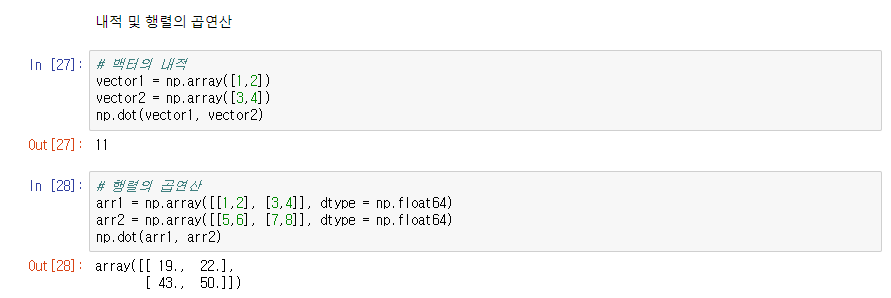 내적 및 행렬의 곱연산
In [27]: # 백터의 내적
vector1 = np.array([1,2])
vector2 = np.array([3,4])
np.dot(vector1, vector2)
Out[27]: 11
In [28]: # 행렬의 곱연산
arr1 = np.array([[1,2], [3,4]], dtype = np.float64)
arr2 = np.array([[5,6], [7,8]], dtype = np.float64)
np.dot(arr1, arr2)
Out[28]: array([[ 19.,  22.],
[ 43.,  50.]])